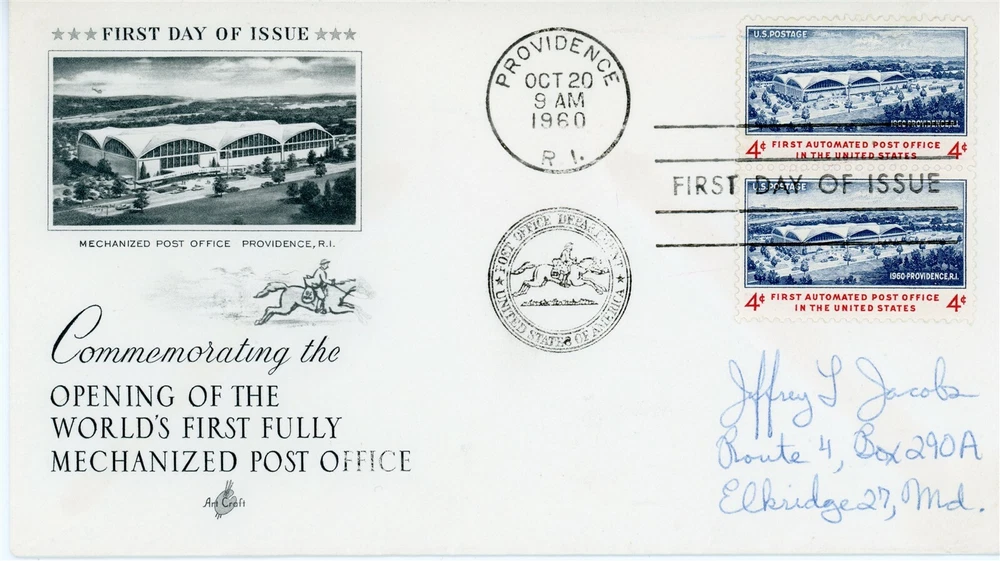 ★★★ FIRST DAY OF ISSUE ★★★
MECHANIZED POST OFFICE PROVIDENCE, R.I.
Commemorating the
OPENING OF THE
WORLD'S FIRST FULLY
MECHANIZED POST OFFICE
Art Craft
PROVIDENCE
OCT 20
9 AM
1960
R. I.
★ POST OFFICE DEPARTMENT ★
UNITED STATES OF AMERICA
U.S. POSTAGE
1960·PROVIDENCE, R.I.
4¢ FIRST AUTOMATED POST OFFICE 4¢
IN THE UNITED STATES
FIRST DAY OF ISSUE
U.S. POSTAGE
1960·PROVIDENCE, R.I.
4¢ FIRST AUTOMATED POST OFFICE 4¢
IN THE UNITED STATES
Jeffrey L Jacobs
Route 4, Box 290A
Elkridge 27, Md.